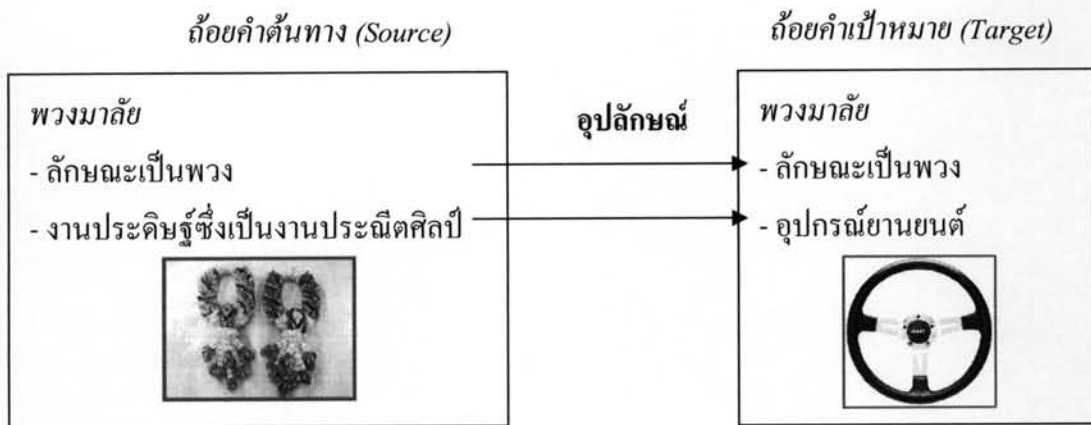 ถ้อยคำต้นทาง (Source)
ถ้อยคำเป้าหมาย (Target)
พวงมาลัย
- ลักษณะเป็นพวง
- งานประดิษฐ์ซึ่งเป็นงานประณีตศิลป์
อุปลักษณ์
พวงมาลัย
- ลักษณะเป็นพวง
- อุปกรณ์ยานยนต์